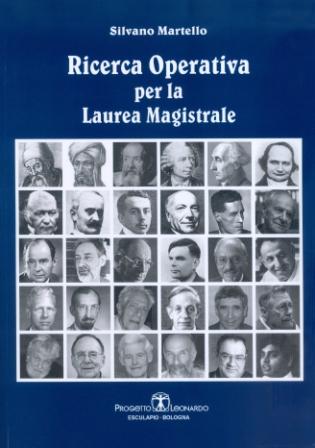 Silvano Martello
Ricerca Operativa
per la
Laurea Magistrale
PROGETTO LEONARDO
ESCULAPIO - BOLOGNA